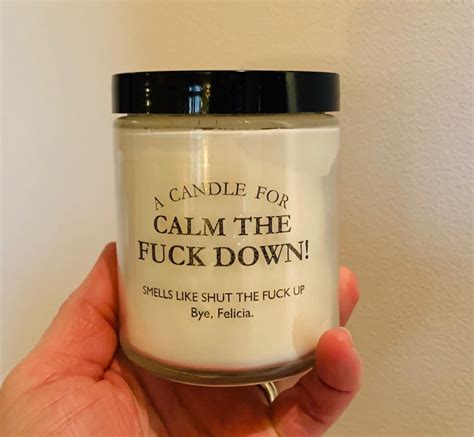 A CANDLE FOR
CALM THE
FUCK DOWN!
SMELLS LIKE SHUT THE FUCK UP
Bye, Felicia.